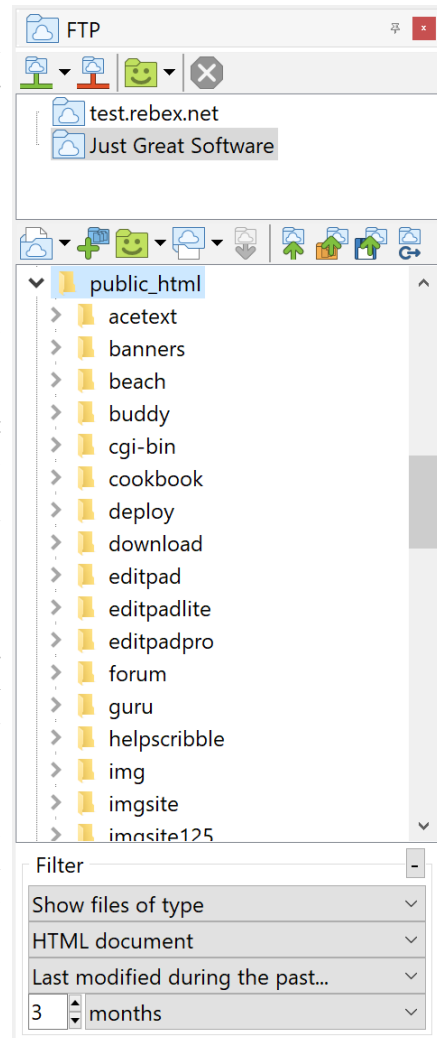 FTP
test.rebex.net
Just Great Software
public_html
acetext
banners
beach
buddy
cgi-bin
cookbook
deploy
download
editpad
editpadlite
editpadpro
forum
guru
helpscribble
img
imgsite
imgsite125
Filter
Show files of type
HTML document
Last modified during the past...
3 months